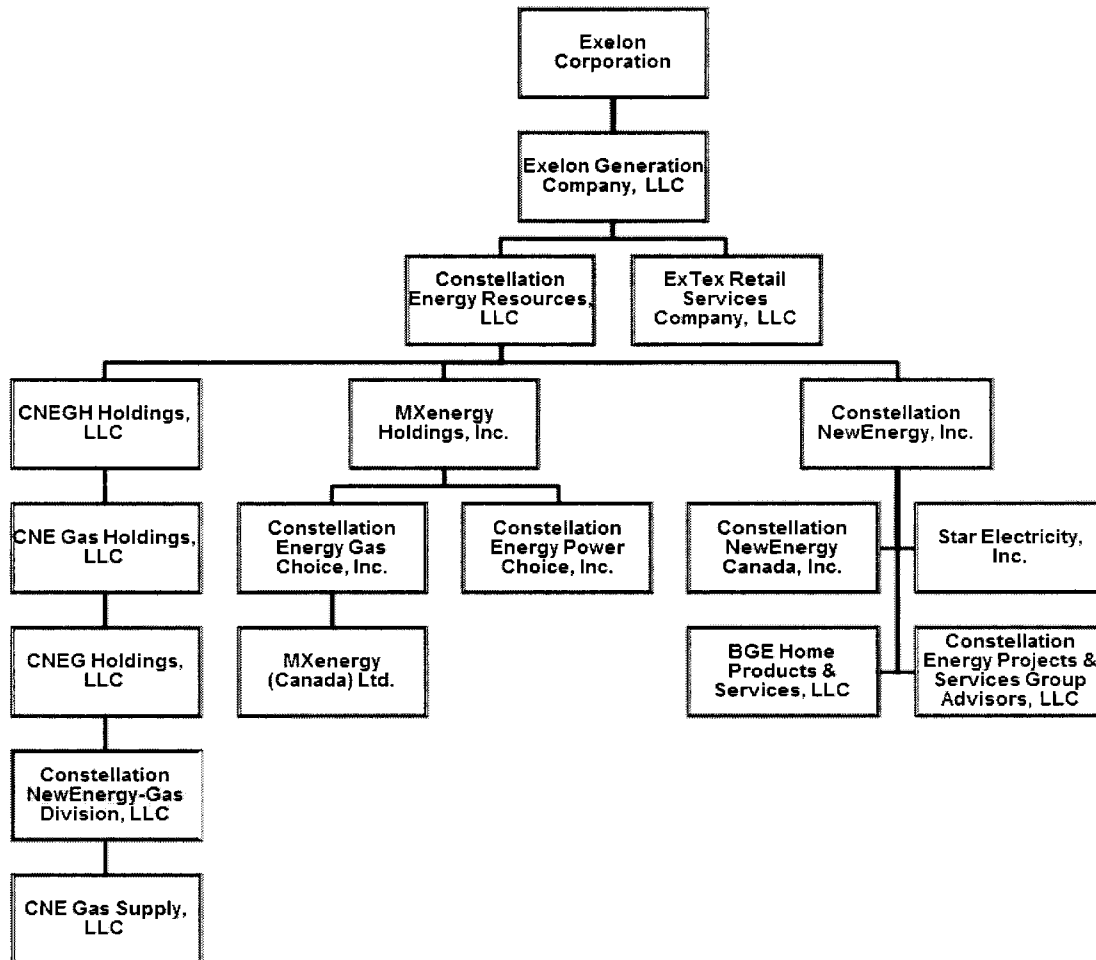 Exelon
Corporation
Exelon Generation
Company, LLC
Constellation
Energy Resources,
LLC
ExTex Retail
Services
Company, LLC
CNEGH Holdings,
LLC
MXenergy
Holdings, Inc.
Constellation
NewEnergy, Inc.
CNE Gas Holdings,
LLC
Constellation
Energy Gas
Choice, Inc.
Constellation
Energy Power
Choice, Inc.
Constellation
NewEnergy
Canada, Inc.
Star Electricity,
Inc.
CNEG Holdings,
LLC
MXenergy
(Canada) Ltd.
BGE Home
Products &
Services, LLC
Constellation
Energy Projects &
Services Group
Advisors, LLC
Constellation
NewEnergy-Gas
Division, LLC
CNE Gas Supply,
LLC